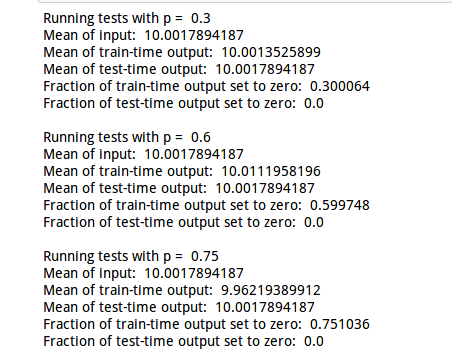 Running tests with p =  0.3
Mean of input:  10.0017894187
Mean of train-time output:  10.0013525899
Mean of test-time output:  10.0017894187
Fraction of train-time output set to zero:  0.300064
Fraction of test-time output set to zero:  0.0
Running tests with p =  0.6
Mean of input:  10.0017894187
Mean of train-time output:  10.0111958196
Mean of test-time output:  10.0017894187
Fraction of train-time output set to zero:  0.599748
Fraction of test-time output set to zero:  0.0
Running tests with p =  0.75
Mean of input:  10.0017894187
Mean of train-time output:  9.96219389912
Mean of test-time output:  10.0017894187
Fraction of train-time output set to zero:  0.751036
Fraction of test-time output set to zero:  0.0